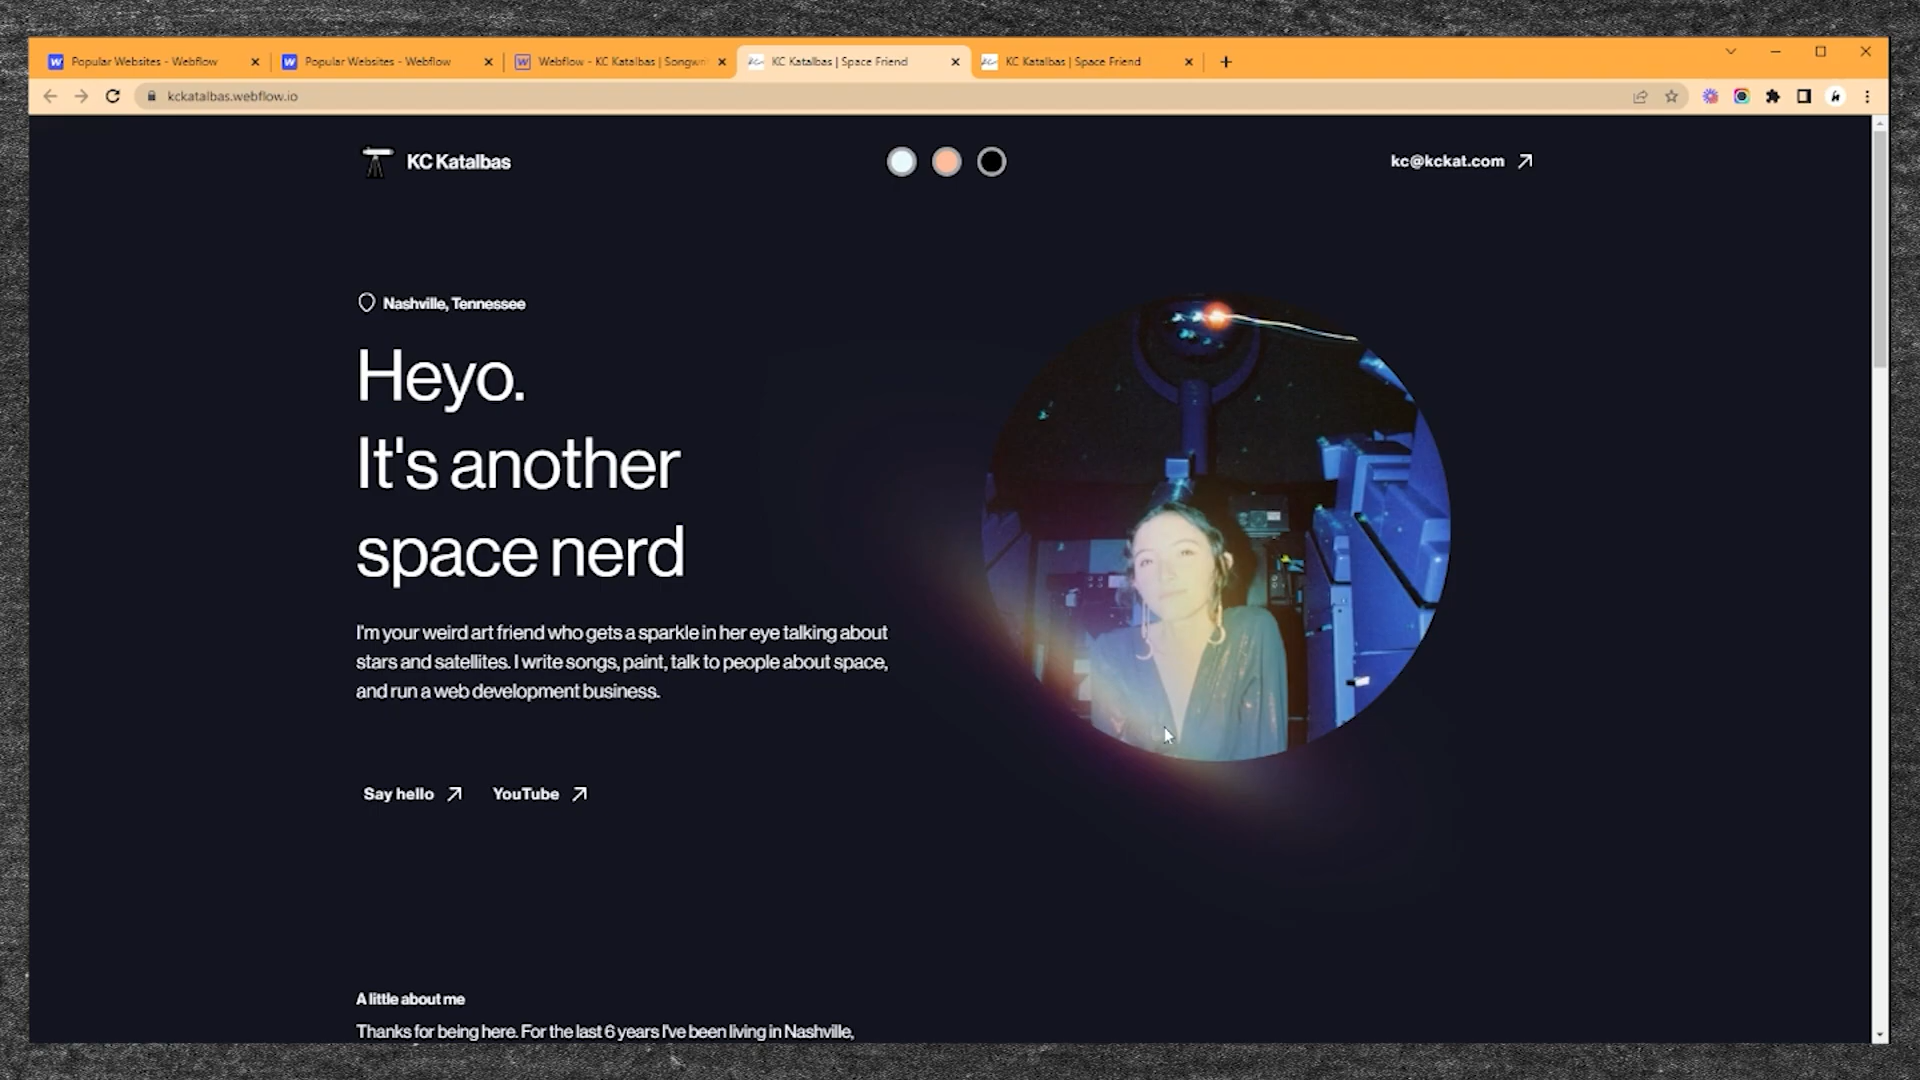 Popular Websites - Webflow
Popular Websites - Webflow
Webflow - KC Katalbas | Songwri
KC Katalbas | Space Friend
KC Katalbas | Space Friend
kckatalbas.webflow.io
KC Katalbas
kc@kckat.com
Nashville, Tennessee
Heyo.
It's another
space nerd
I'm your weird art friend who gets a sparkle in her eye talking about
stars and satellites. I write songs, paint, talk to people about space,
and run a web development business.
Say hello
YouTube
A little about me
Thanks for being here. For the last 6 years I've been living in Nashville,